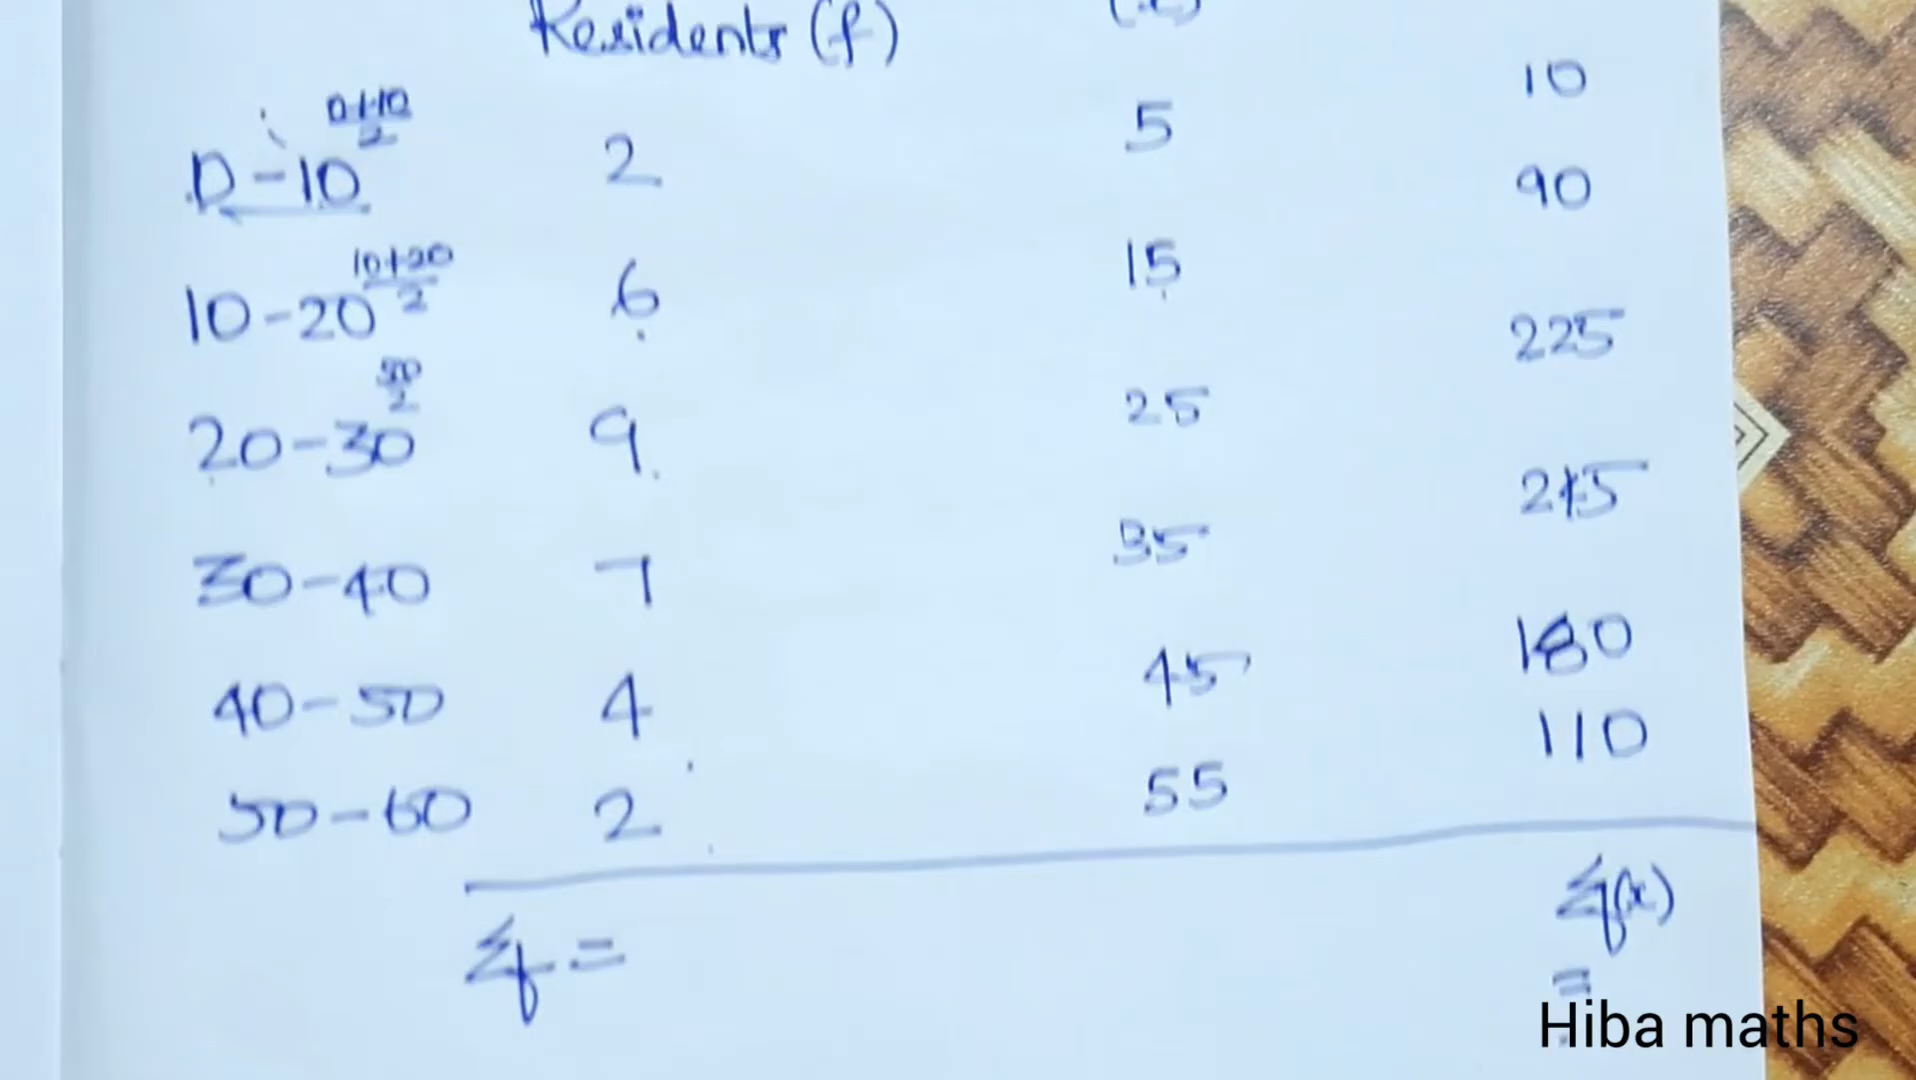 Residents (f) (x)
0-10 0+10/2 2 5 10
10-20 10+20/2 6 15 90
20-30 50/2 9 25 225
30-40 7 35 245
40-50 4 45 180
50-60 2 55 110
Σf = Σf(x)
=
Hiba maths